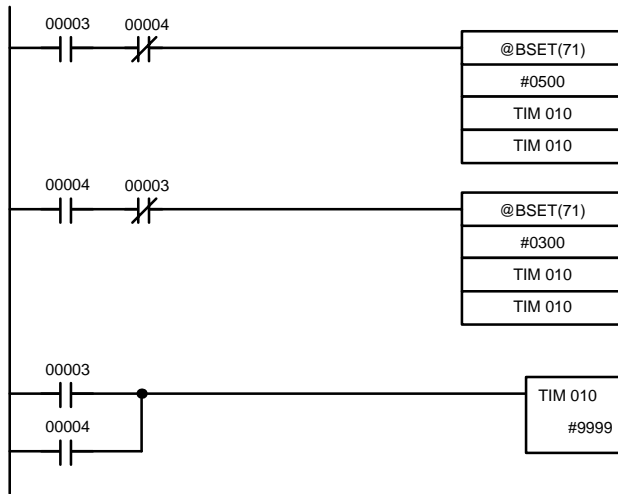 00003 00004
@BSET(71)
#0500
TIM 010
TIM 010
00004 00003
@BSET(71)
#0300
TIM 010
TIM 010
00003
TIM 010
00004
#9999